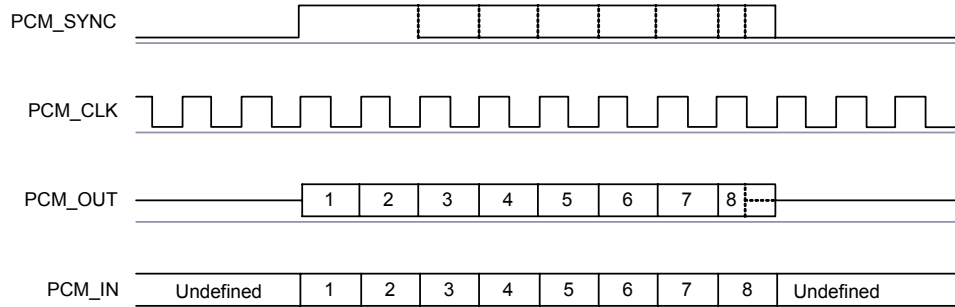 PCM_SYNC
PCM_CLK
PCM_OUT 1 2 3 4 5 6 7 8
PCM_IN Undefined 1 2 3 4 5 6 7 8 Undefined